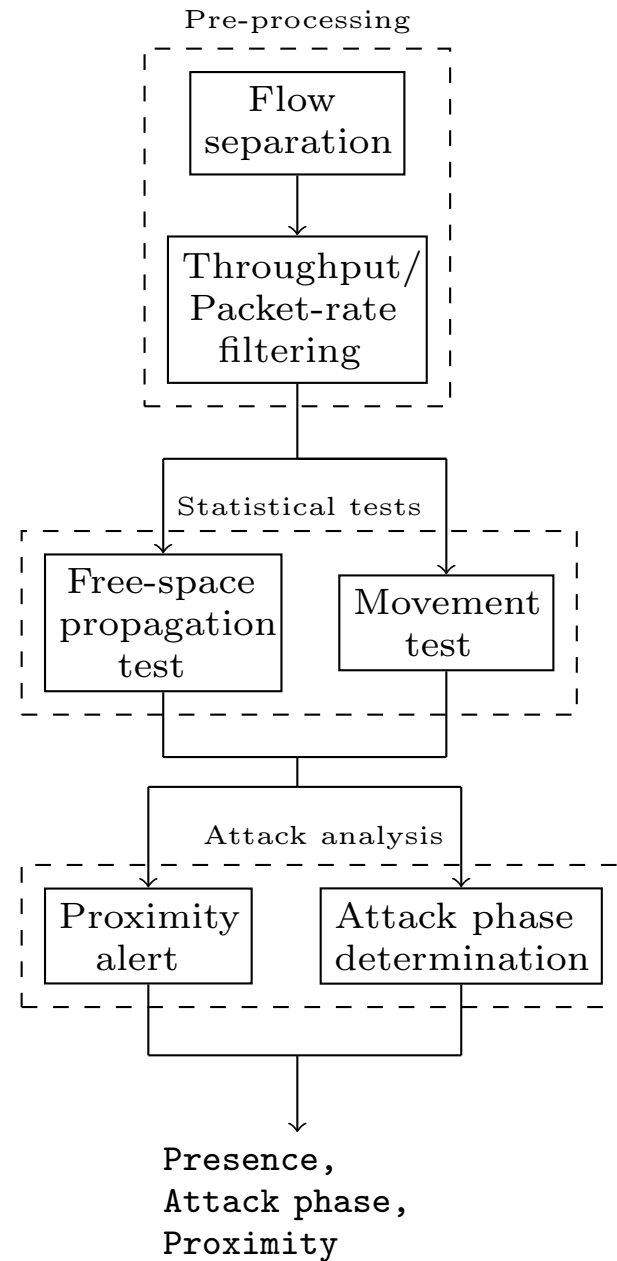 Pre-processing
Flow
separation
Throughput/
Packet-rate
filtering
Statistical tests
Free-space
propagation
test
Movement
test
Attack analysis
Proximity
alert
Attack phase
determination
Presence,
Attack phase,
Proximity